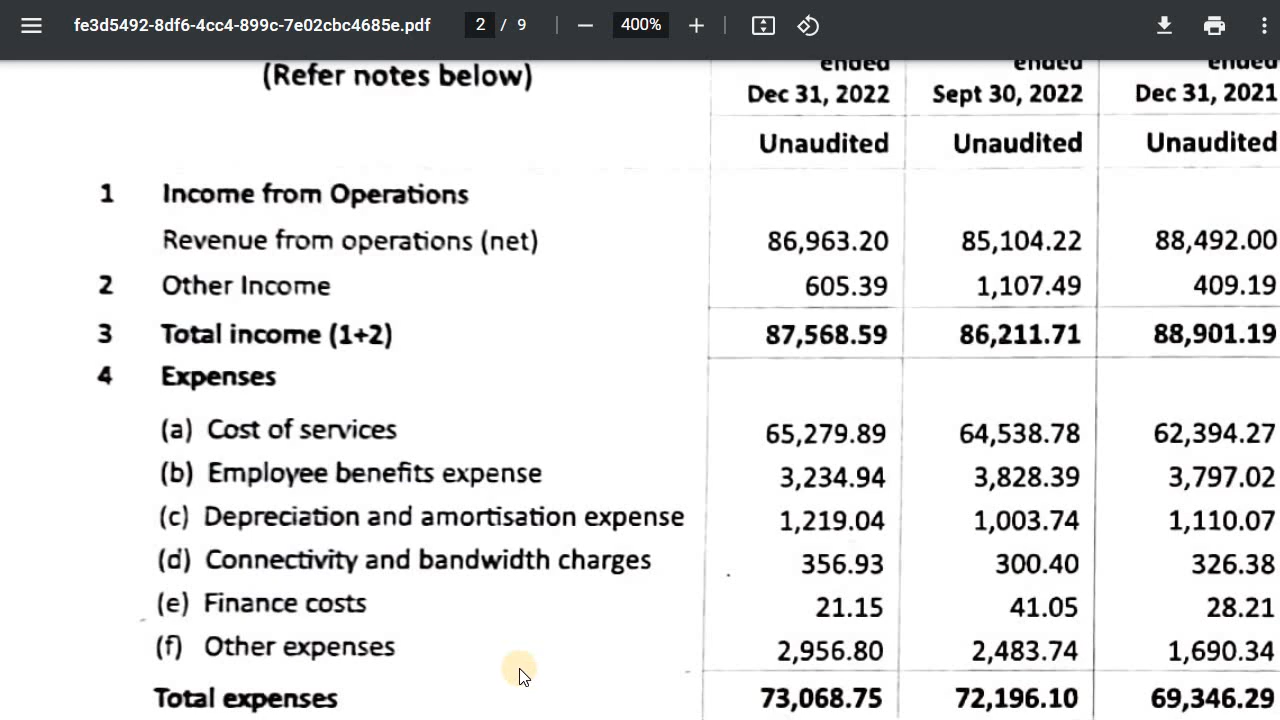 fe3d5492-8df6-4cc4-899c-7e02cbc4685e.pdf 2 / 9 400%
ended ended ended
(Refer notes below) Dec 31, 2022 Sept 30, 2022 Dec 31, 2021
Unaudited Unaudited Unaudited
1 Income from Operations
Revenue from operations (net) 86,963.20 85,104.22 88,492.00
2 Other Income 605.39 1,107.49 409.19
3 Total income (1+2) 87,568.59 86,211.71 88,901.19
4 Expenses
(a) Cost of services 65,279.89 64,538.78 62,394.27
(b) Employee benefits expense 3,234.94 3,828.39 3,797.02
(c) Depreciation and amortisation expense 1,219.04 1,003.74 1,110.07
(d) Connectivity and bandwidth charges 356.93 300.40 326.38
(e) Finance costs 21.15 41.05 28.21
(f) Other expenses 2,956.80 2,483.74 1,690.34
Total expenses 73,068.75 72,196.10 69,346.29